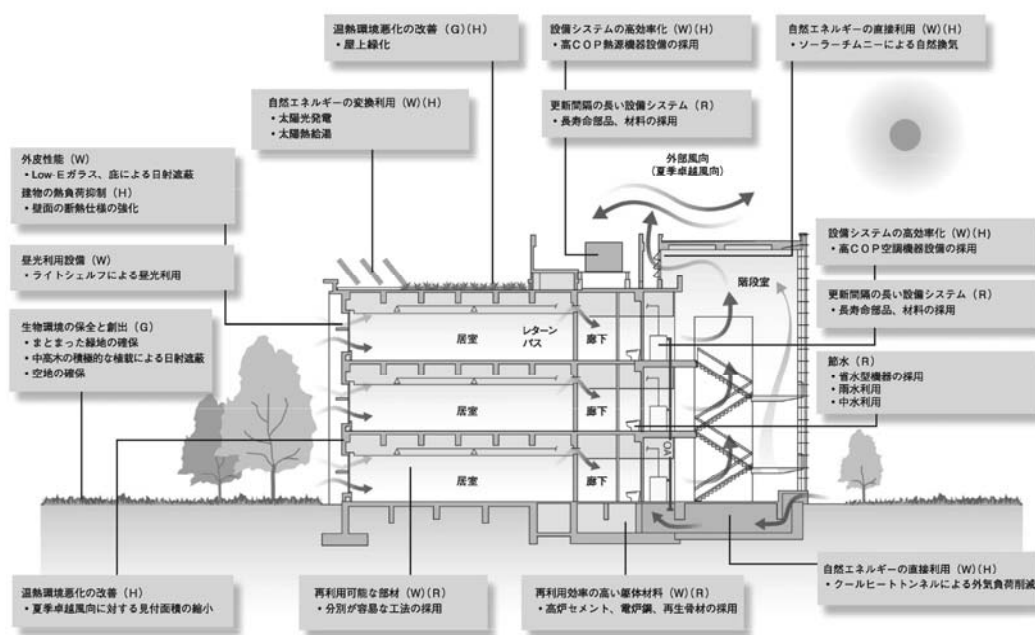 温熱環境悪化の改善（G）（H）
・屋上緑化
設備システムの高効率化（W）（H）
・高COP熱源機器設備の採用
自然エネルギーの直接利用（W）（H）
・ソーラーチムニーによる自然換気
自然エネルギーの変換利用（W）（H）
・太陽光発電
・太陽熱給湯
更新間隔の長い設備システム（R）
・長寿命部品、材料の採用
外皮性能（W）
・Low-Eガラス、庇による日射遮蔽
建物の熱負荷抑制（H）
・壁面の断熱仕様の強化
外部風向
（夏季卓越風向）
設備システムの高効率化（W）（H）
・高COP空調機器設備の採用
昼光利用設備（W）
・ライトシェルフによる昼光利用
階段室
更新間隔の長い設備システム（R）
・長寿命部品、材料の採用
生物環境の保全と創出（G）
・まとまった緑地の確保
・中高木の積極的な植栽による日射遮蔽
・空地の確保
居室
レターン
パス
廊下
節水（R）
・省水型機器の採用
・雨水利用
・中水利用
居室
廊下
居室
廊下
OA
温熱環境悪化の改善（H）
・夏季卓越風向に対する見付面積の縮小
再利用可能な部材（W）（R）
・分別が容易な工法の採用
再利用効率の高い躯体材料（W）（R）
・高炉セメント、電炉鋼、再生骨材の採用
自然エネルギーの直接利用（W）（H）
・クールヒートトンネルによる外気負荷削減